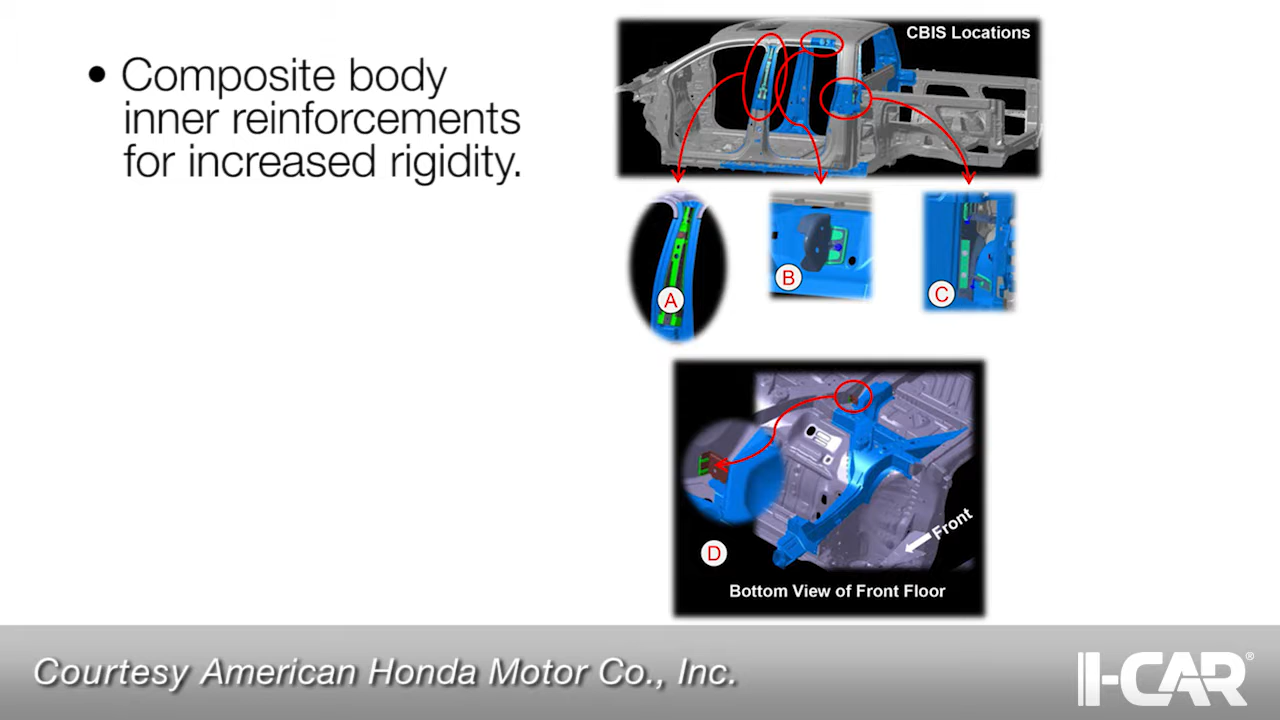 • Composite body
inner reinforcements
for increased rigidity.
CBIS Locations
A
B
C
D
Front
Bottom View of Front Floor
Courtesy American Honda Motor Co., Inc.
I-CAR®